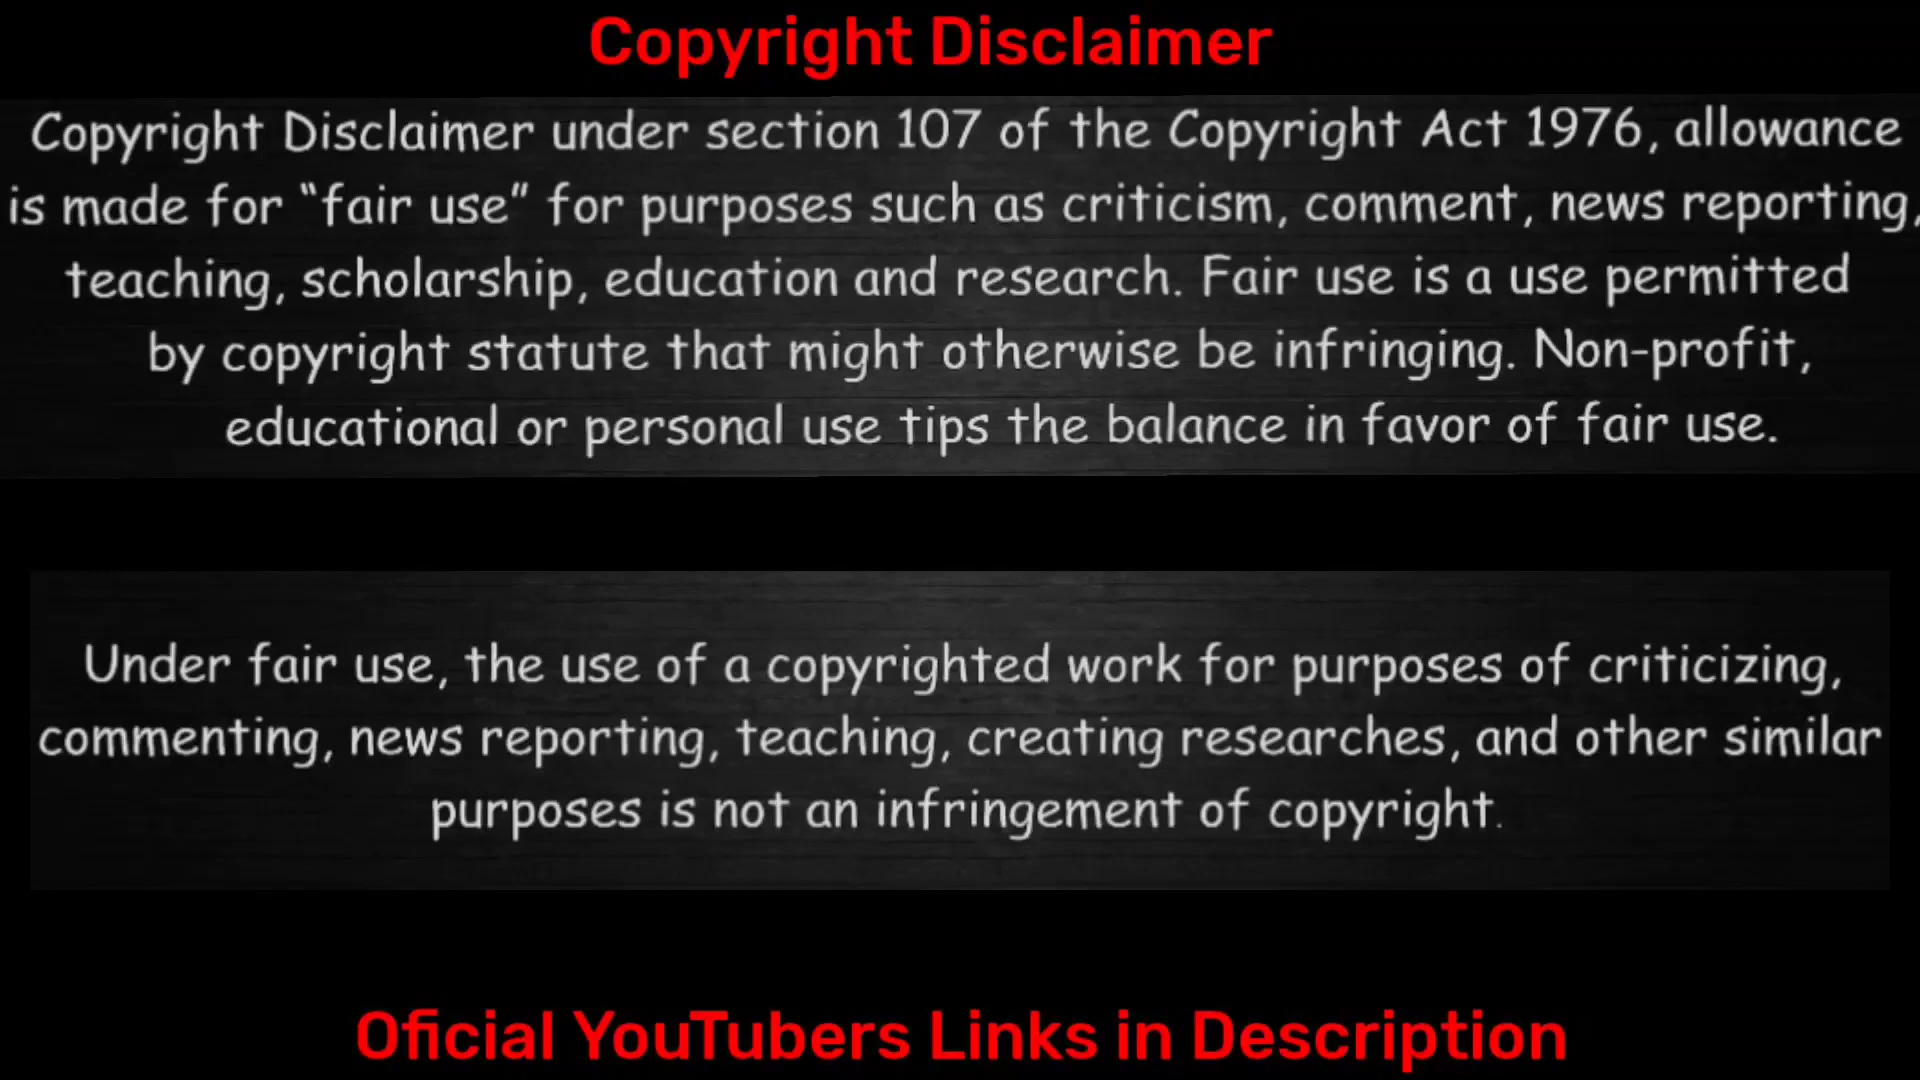 Copyright Disclaimer
Copyright Disclaimer under section 107 of the Copyright Act 1976, allowance
is made for “fair use” for purposes such as criticism, comment, news reporting,
teaching, scholarship, education and research. Fair use is a use permitted
by copyright statute that might otherwise be infringing. Non-profit,
educational or personal use tips the balance in favor of fair use.
Under fair use, the use of a copyrighted work for purposes of criticizing,
commenting, news reporting, teaching, creating researches, and other similar
purposes is not an infringement of copyright.
Oficial YouTubers Links in Description